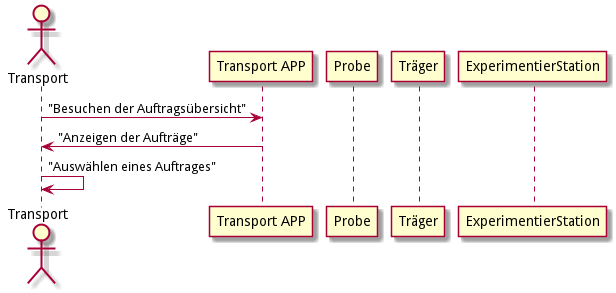 Transport
Transport APP
Probe
Träger
ExperimentierStation
"Besuchen der Auftragsübersicht"
"Anzeigen der Aufträge"
"Auswählen eines Auftrages"
Transport
Transport APP
Probe
Träger
ExperimentierStation